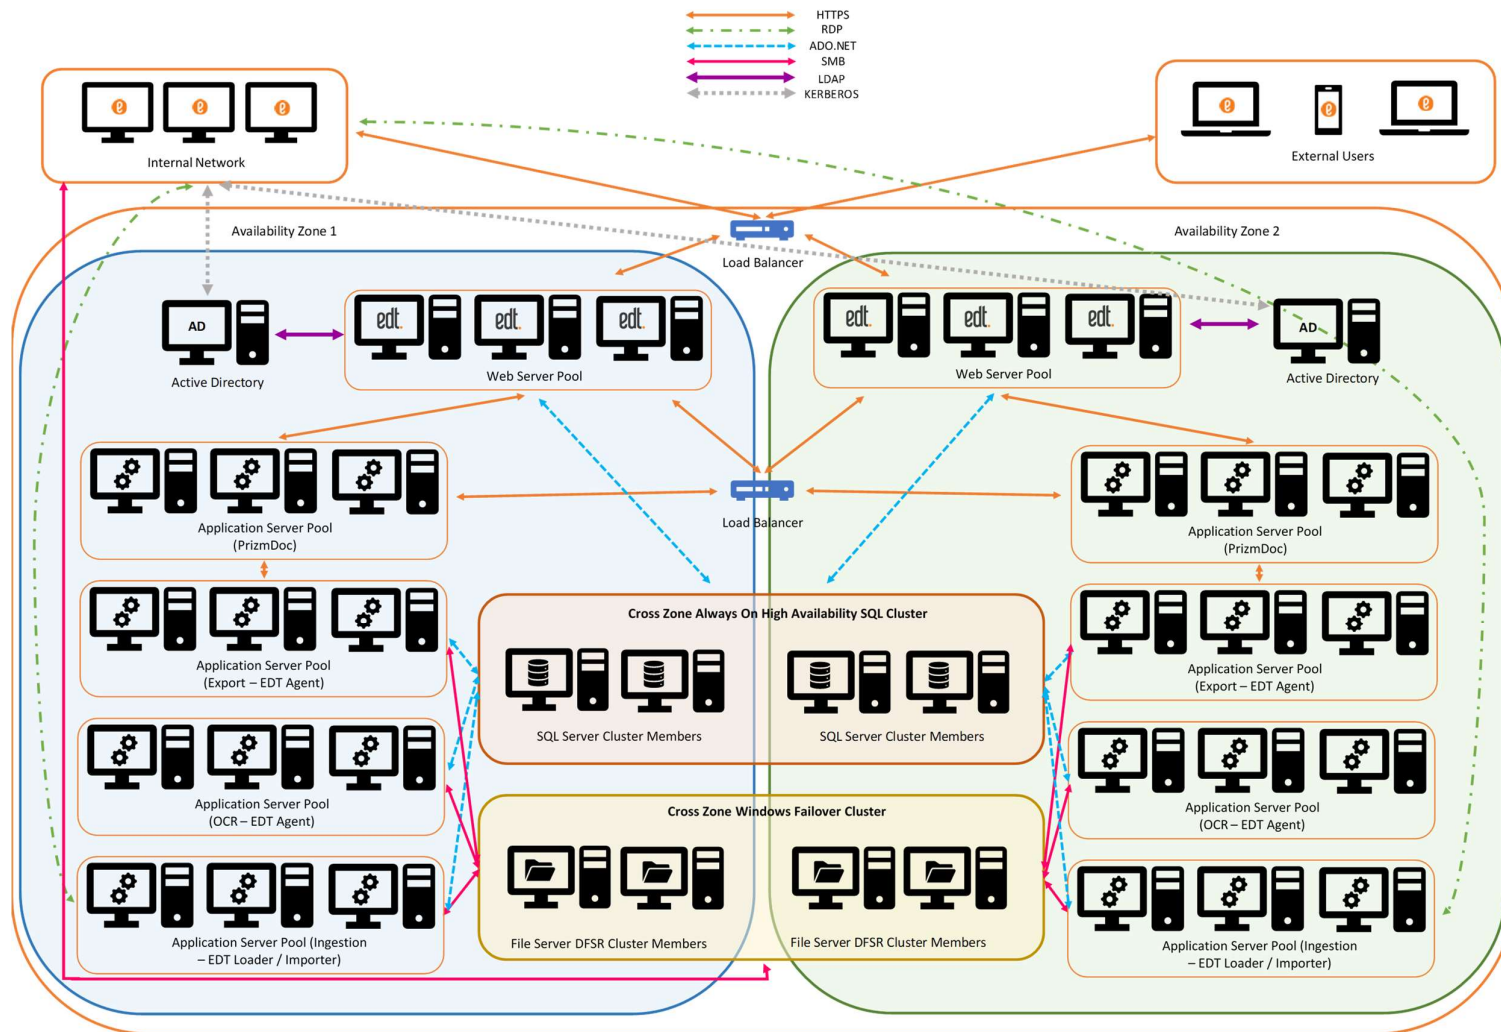 HTTPS
RDP
ADO.NET
SMB
LDAP
KERBEROS
e e e
Internal Network
e e e
External Users
Availability Zone 1
Availability Zone 2
Load Balancer
AD
Active Directory
edt. edt. edt.
Web Server Pool
edt. edt. edt.
Web Server Pool
AD
Active Directory
Application Server Pool
(PrizmDoc)
Load Balancer
Application Server Pool
(PrizmDoc)
Application Server Pool
(Export – EDT Agent)
Cross Zone Always On High Availability SQL Cluster
SQL Server Cluster Members
SQL Server Cluster Members
Application Server Pool
(Export – EDT Agent)
Application Server Pool
(OCR – EDT Agent)
Application Server Pool
(OCR – EDT Agent)
Cross Zone Windows Failover Cluster
File Server DFSR Cluster Members
File Server DFSR Cluster Members
Application Server Pool (Ingestion
– EDT Loader / Importer)
Application Server Pool (Ingestion
– EDT Loader / Importer)